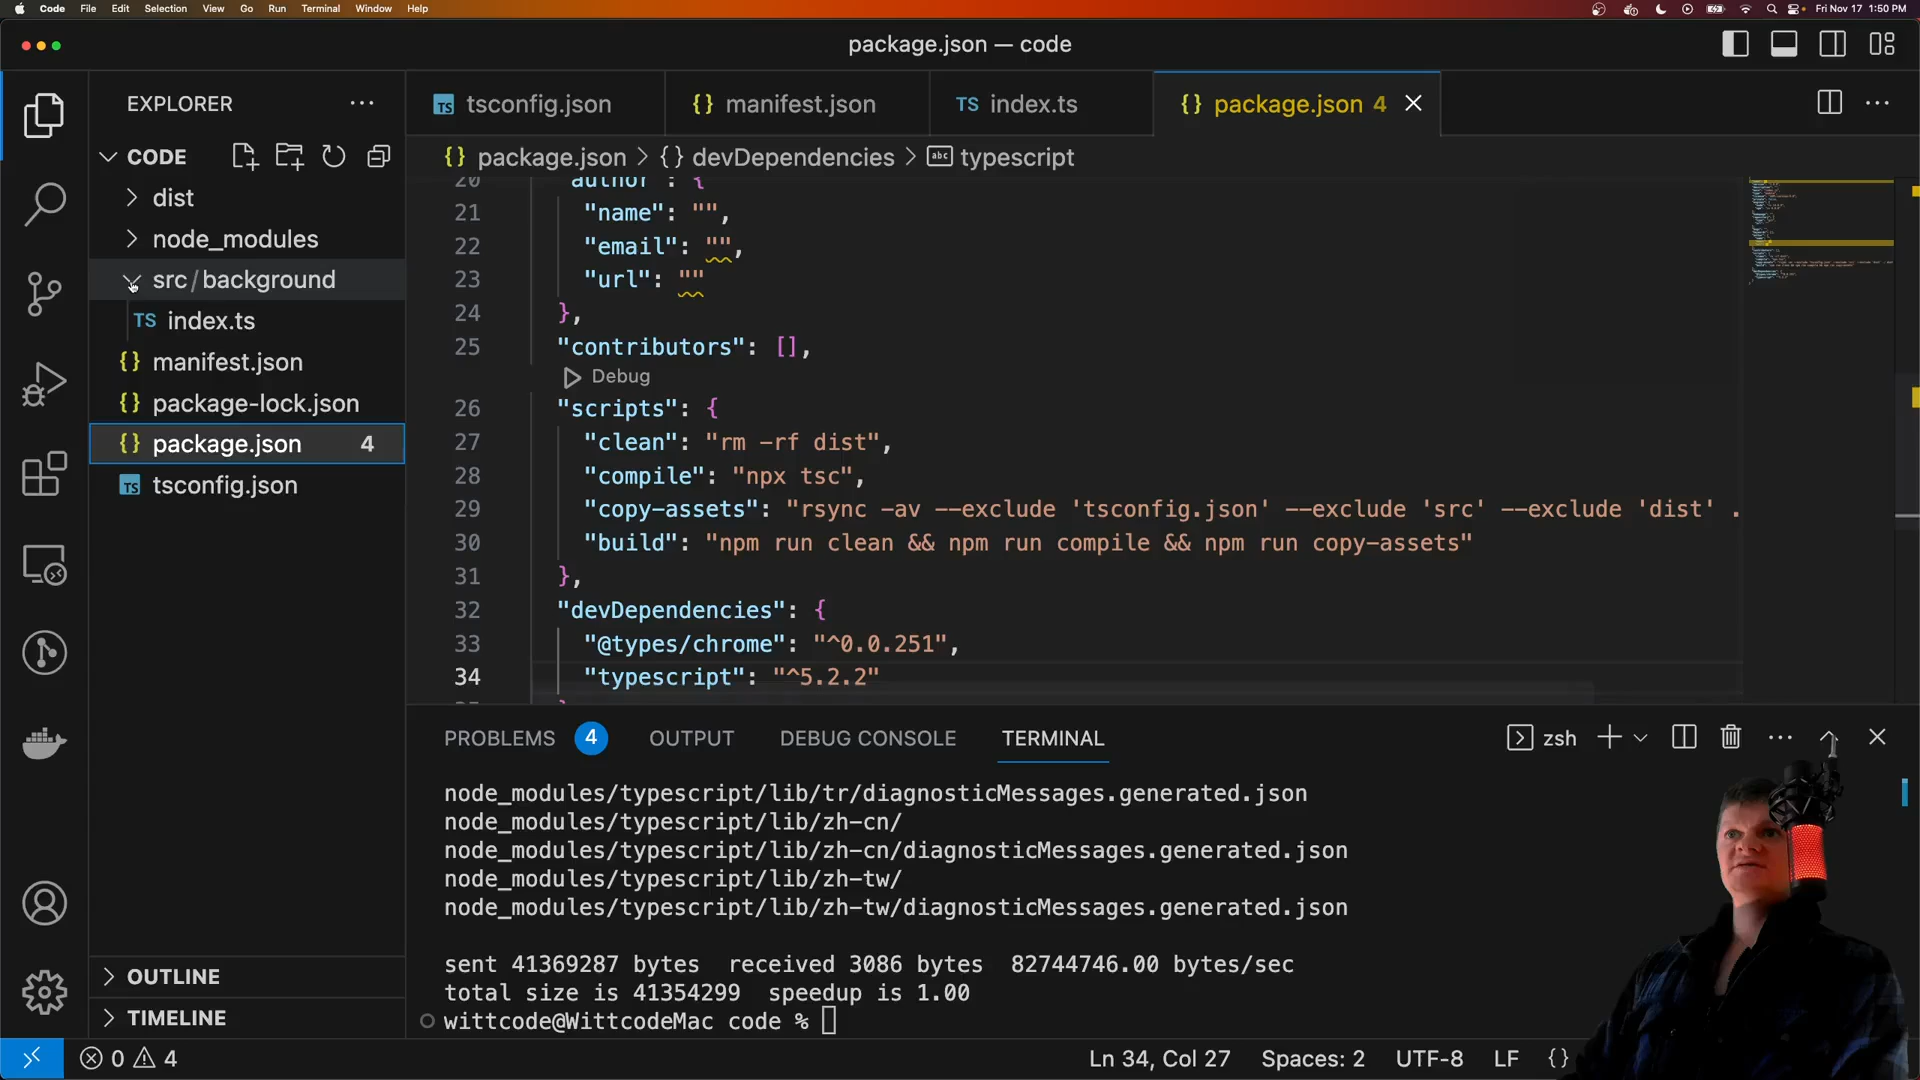 Code File Edit Selection View Go Run Terminal Window Help Fri Nov 17 1:50 PM
package.json — code
EXPLORER
TS tsconfig.json {} manifest.json TS index.ts {} package.json 4
CODE
{} package.json > {} devDependencies > abc typescript
dist
node_modules
src / background
TS index.ts
{} manifest.json
{} package-lock.json
{} package.json 4
TS tsconfig.json
OUTLINE
TIMELINE
20 "author": {
21 "name": "",
22 "email": "",
23 "url": ""
24 },
25 "contributors": [],
Debug
26 "scripts": {
27 "clean": "rm -rf dist",
28 "compile": "npx tsc",
29 "copy-assets": "rsync -av --exclude 'tsconfig.json' --exclude 'src' --exclude 'dist' .
30 "build": "npm run clean && npm run compile && npm run copy-assets"
31 },
32 "devDependencies": {
33 "@types/chrome": "^0.0.251",
34 "typescript": "^5.2.2"
PROBLEMS 4 OUTPUT DEBUG CONSOLE TERMINAL zsh
node_modules/typescript/lib/tr/diagnosticMessages.generated.json
node_modules/typescript/lib/zh-cn/
node_modules/typescript/lib/zh-cn/diagnosticMessages.generated.json
node_modules/typescript/lib/zh-tw/
node_modules/typescript/lib/zh-tw/diagnosticMessages.generated.json
sent 41369287 bytes received 3086 bytes 82744746.00 bytes/sec
total size is 41354299 speedup is 1.00
wittcode@WittcodeMac code %
0 4 Ln 34, Col 27 Spaces: 2 UTF-8 LF {}